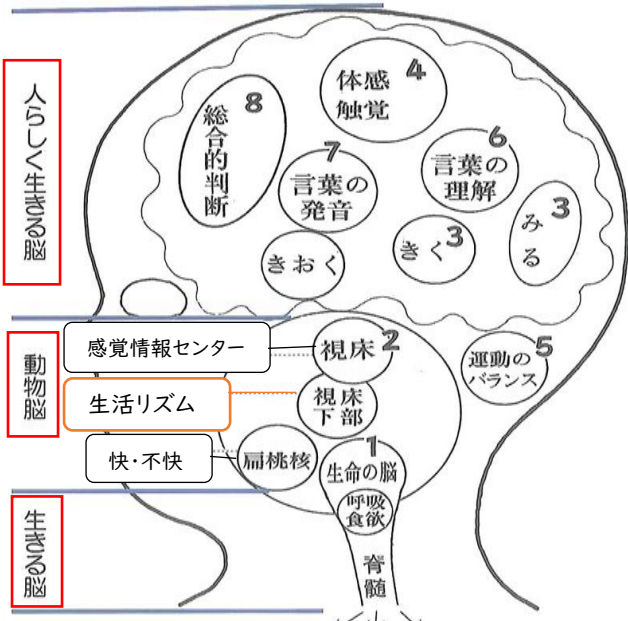 人らしく生きる脳
総合的判断
8
体感
触覚
4
言葉の
発音
7
言葉の
理解
6
きおく
きく
3
みる
3
動物脳
感覚情報センター
視床
2
生活リズム
視床
下部
快・不快
扁桃核
運動の
バランス
5
1
生命の脳
呼吸
食欲
生きる脳
脊髄